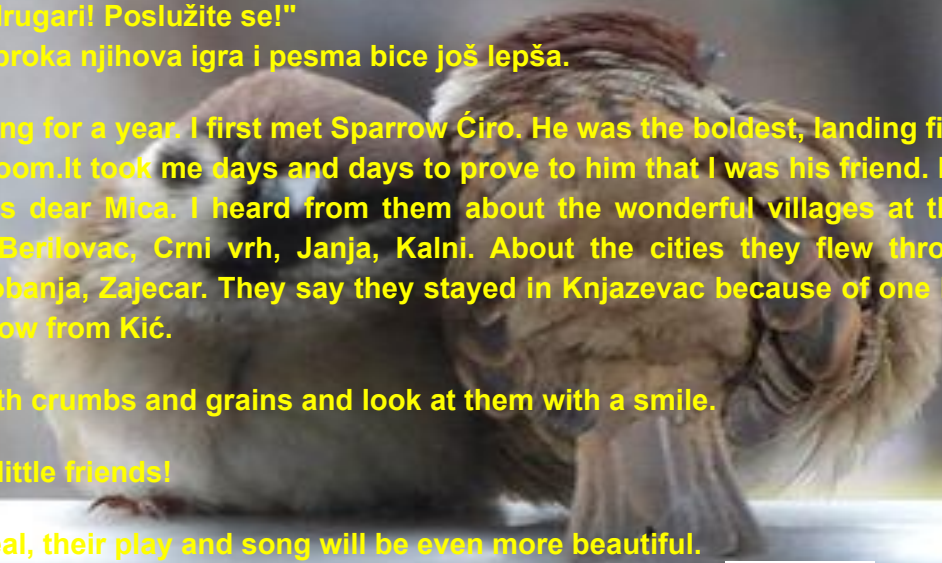 drugari! Poslužite se!"
broka njihova igra i pesma bice još lepša.
ng for a year. I first met Sparrow Ćiro. He was the boldest, landing fi
oom.It took me days and days to prove to him that I was his friend.
s dear Mica. I heard from them about the wonderful villages at th
Berilovac, Crni vrh, Janja, Kalni. About the cities they flew thro
obanja, Zajecar. They say they stayed in Knjazevac because of one
ow from Kić.
th crumbs and grains and look at them with a smile.
little friends!
al, their play and song will be even more beautiful.